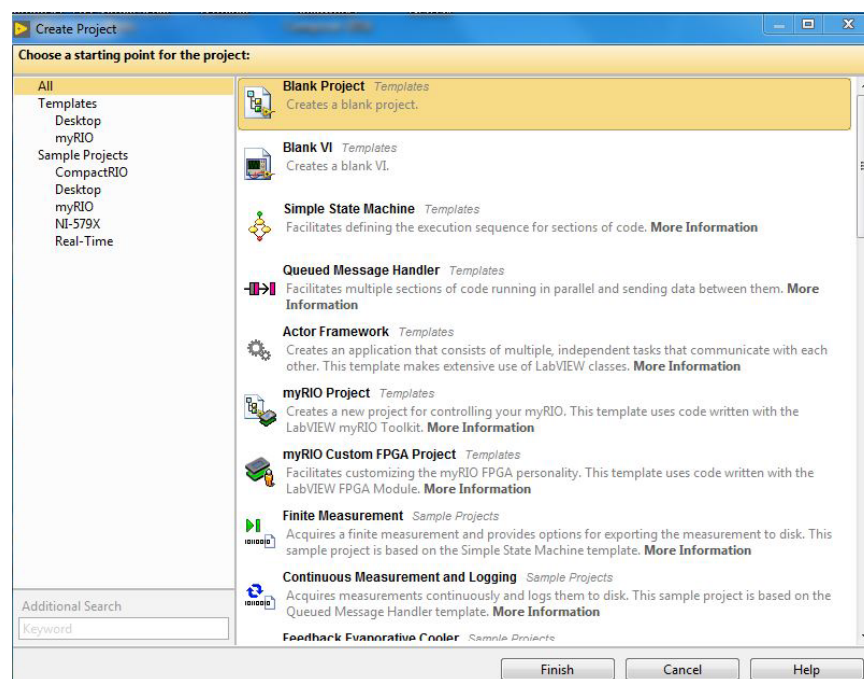 Create Project
Choose a starting point for the project:
All
Templates
Desktop
myRIO
Sample Projects
CompactRIO
Desktop
myRIO
NI-579X
Real-Time
Additional Search
Keyword
Blank Project Templates
Creates a blank project.
Blank VI Templates
Creates a blank VI.
Simple State Machine Templates
Facilitates defining the execution sequence for sections of code. More Information
Queued Message Handler Templates
Facilitates multiple sections of code running in parallel and sending data between them. More
Information
Actor Framework Templates
Creates an application that consists of multiple, independent tasks that communicate with each
other. This template makes extensive use of LabVIEW classes. More Information
myRIO Project Templates
Creates a new project for controlling your myRIO. This template uses code written with the
LabVIEW myRIO Toolkit. More Information
myRIO Custom FPGA Project Templates
Facilitates customizing the myRIO FPGA personality. This template uses code written with the
LabVIEW FPGA Module. More Information
Finite Measurement Sample Projects
Acquires a finite measurement and provides options for exporting the measurement to disk. This
sample project is based on the Simple State Machine template. More Information
Continuous Measurement and Logging Sample Projects
Acquires measurements continuously and logs them to disk. This sample project is based on the
Queued Message Handler template. More Information
Feedback Evaporative Cooler Sample Projects
Finish Cancel Help